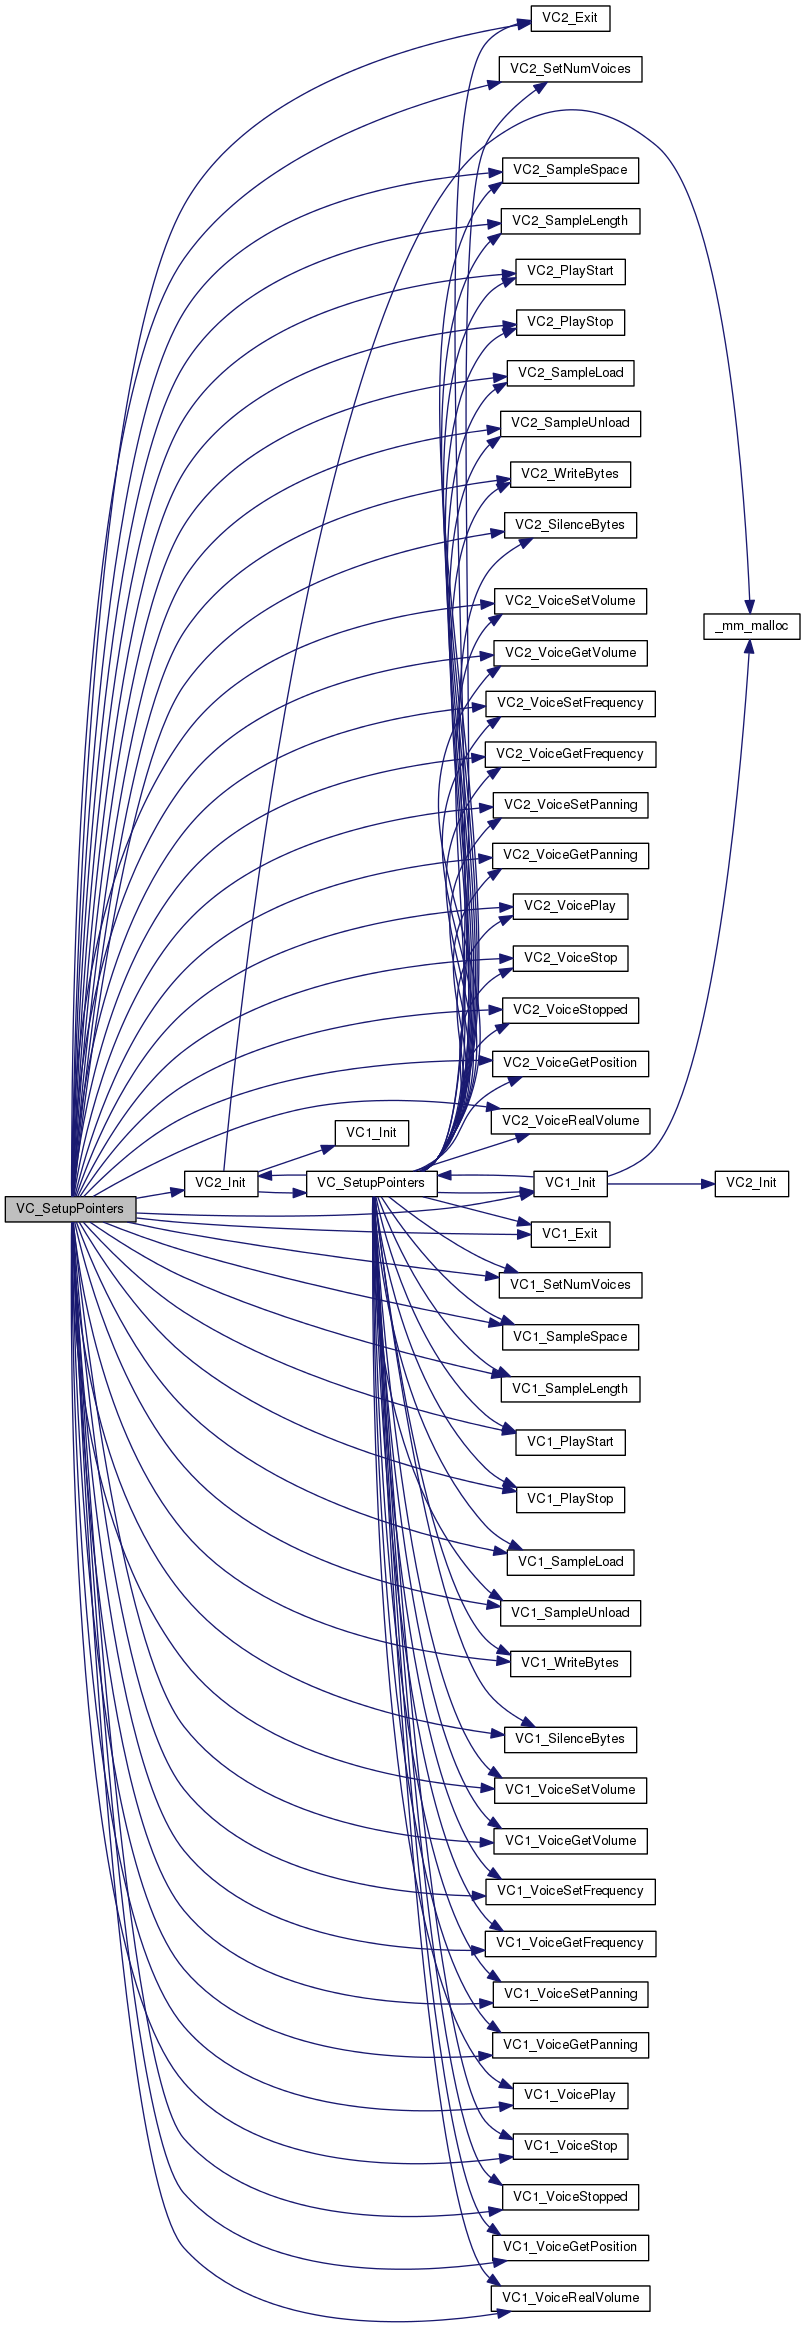 VC2_Exit
VC2_SetNumVoices
VC2_SampleSpace
VC2_SampleLength
VC2_PlayStart
VC2_PlayStop
VC2_SampleLoad
VC2_SampleUnload
VC2_WriteBytes
VC2_SilenceBytes
VC2_VoiceSetVolume
_mm_malloc
VC2_VoiceGetVolume
VC2_VoiceSetFrequency
VC2_VoiceGetFrequency
VC2_VoiceSetPanning
VC2_VoiceGetPanning
VC2_VoicePlay
VC2_VoiceStop
VC2_VoiceStopped
VC2_VoiceGetPosition
VC2_VoiceRealVolume
VC1_Init
VC2_Init
VC_SetupPointers
VC1_Init
VC2_Init
VC_SetupPointers
VC1_Exit
VC1_SetNumVoices
VC1_SampleSpace
VC1_SampleLength
VC1_PlayStart
VC1_PlayStop
VC1_SampleLoad
VC1_SampleUnload
VC1_WriteBytes
VC1_SilenceBytes
VC1_VoiceSetVolume
VC1_VoiceGetVolume
VC1_VoiceSetFrequency
VC1_VoiceGetFrequency
VC1_VoiceSetPanning
VC1_VoiceGetPanning
VC1_VoicePlay
VC1_VoiceStop
VC1_VoiceStopped
VC1_VoiceGetPosition
VC1_VoiceRealVolume